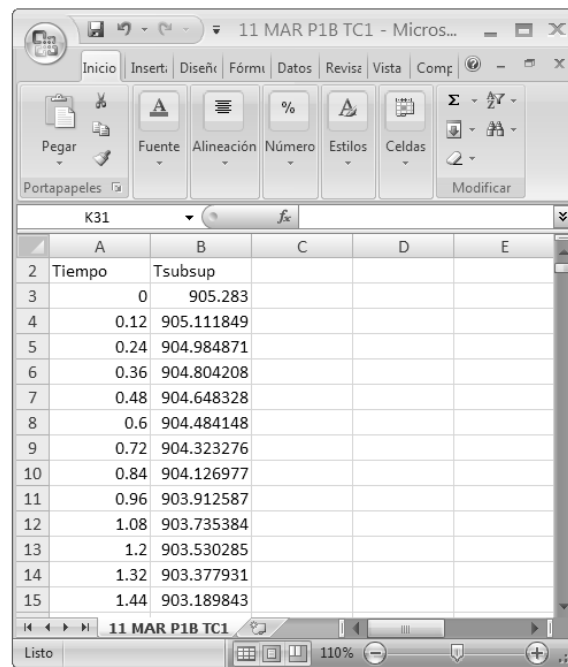 11 MAR P1B TC1 - Micros...
Inicio Insert Diseñ Fórmu Datos Revisa Vista Comp
Pegar Fuente Alineación Número Estilos Celdas
Portapapeles Modificar
K31 fx
A B C D E
2 Tiempo Tsubsup
3 0 905.283
4 0.12 905.111849
5 0.24 904.984871
6 0.36 904.804208
7 0.48 904.648328
8 0.6 904.484148
9 0.72 904.323276
10 0.84 904.126977
11 0.96 903.912587
12 1.08 903.735384
13 1.2 903.530285
14 1.32 903.377931
15 1.44 903.189843
11 MAR P1B TC1
Listo 110%